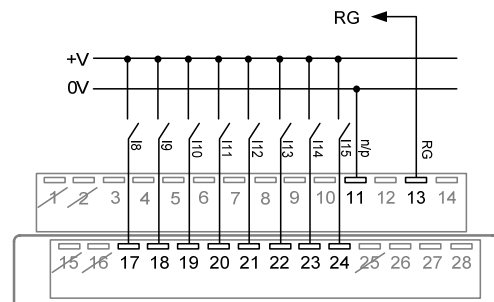 RG
+V
0V
I8 I9 I10 I11 I12 I13 I14 I15 n/p RG
1 2 3 4 5 6 7 8 9 10 11 12 13 14
15 16 17 18 19 20 21 22 23 24 25 26 27 28